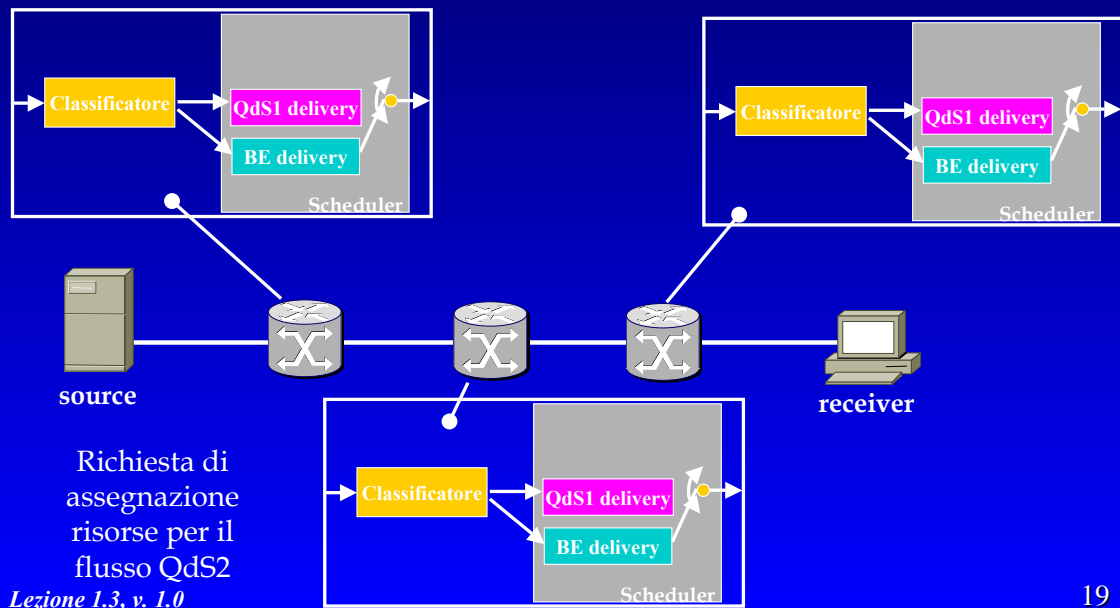 Classificatore
QdS1 delivery
BE delivery
Scheduler
Classificatore
QdS1 delivery
BE delivery
Scheduler
source
receiver
Classificatore
QdS1 delivery
BE delivery
Scheduler
Richiesta di
assegnazione
risorse per il
flusso QdS2
Lezione 1.3, v. 1.0
19